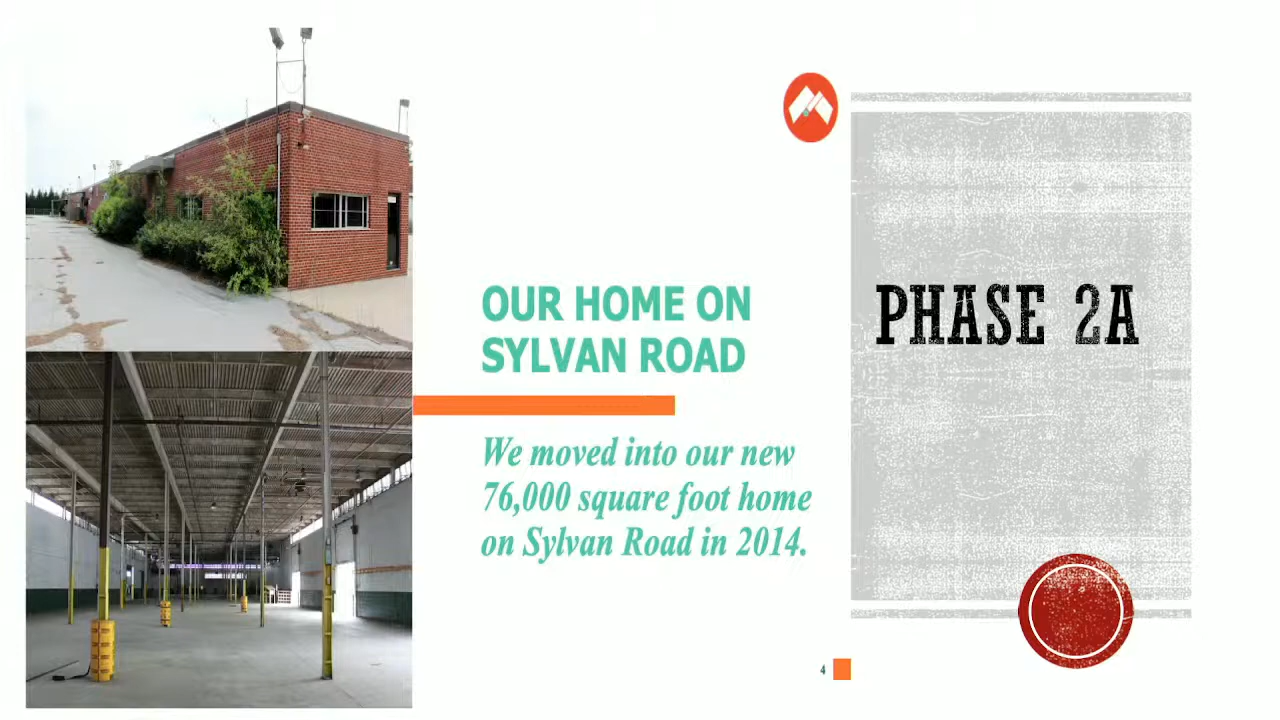 OUR HOME ON
SYLVAN ROAD
We moved into our new
76,000 square foot home
on Sylvan Road in 2014.
4
PHASE 2A